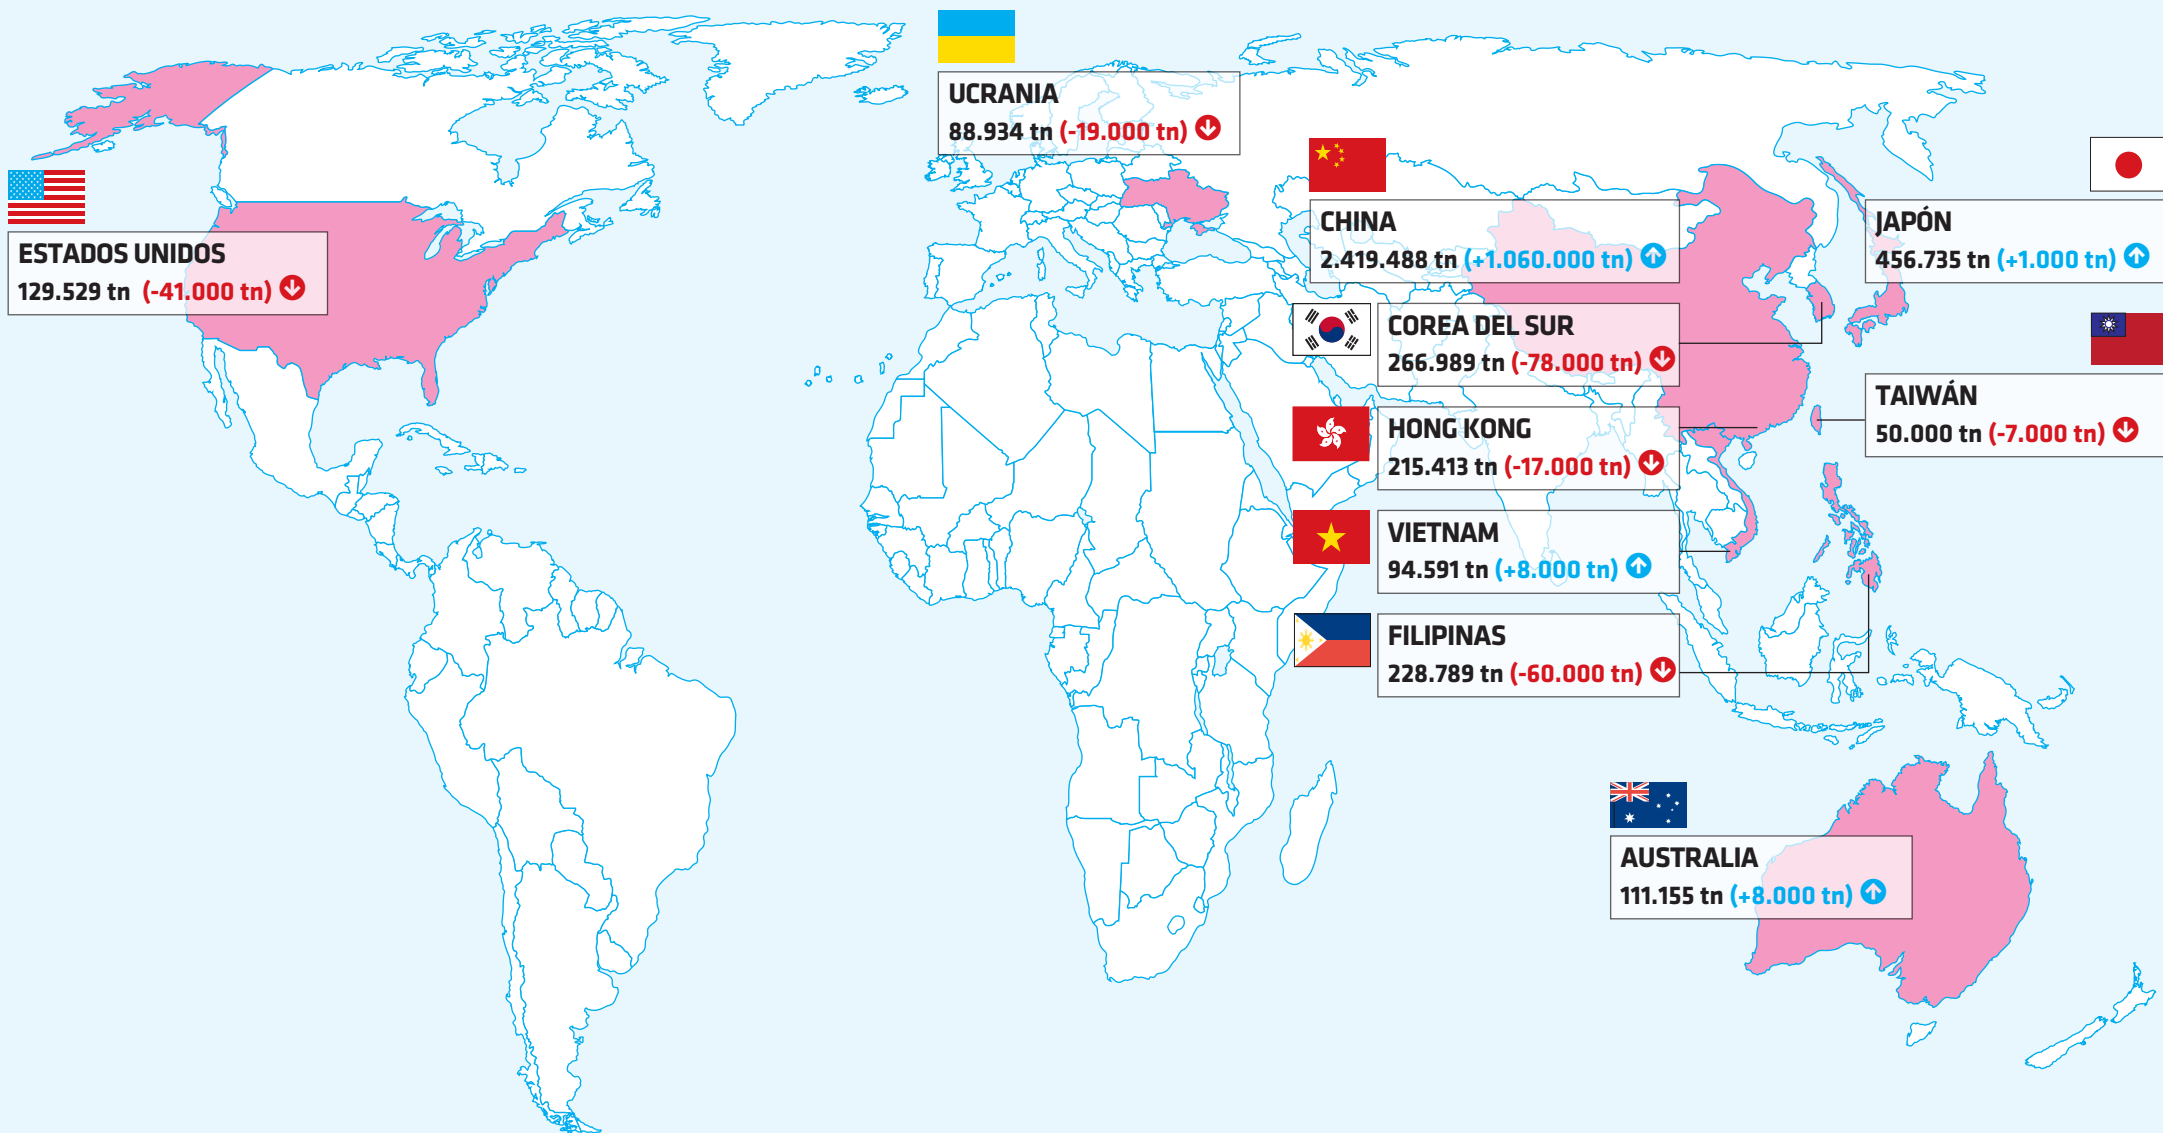 UCRANIA
88.934 tn (-19.000 tn)
ESTADOS UNIDOS
129.529 tn (-41.000 tn)
CHINA
2.419.488 tn (+1.060.000 tn)
JAPÓN
456.735 tn (+1.000 tn)
COREA DEL SUR
266.989 tn (-78.000 tn)
TAIWÁN
50.000 tn (-7.000 tn)
HONG KONG
215.413 tn (-17.000 tn)
VIETNAM
94.591 tn (+8.000 tn)
FILIPINAS
228.789 tn (-60.000 tn)
AUSTRALIA
111.155 tn (+8.000 tn)